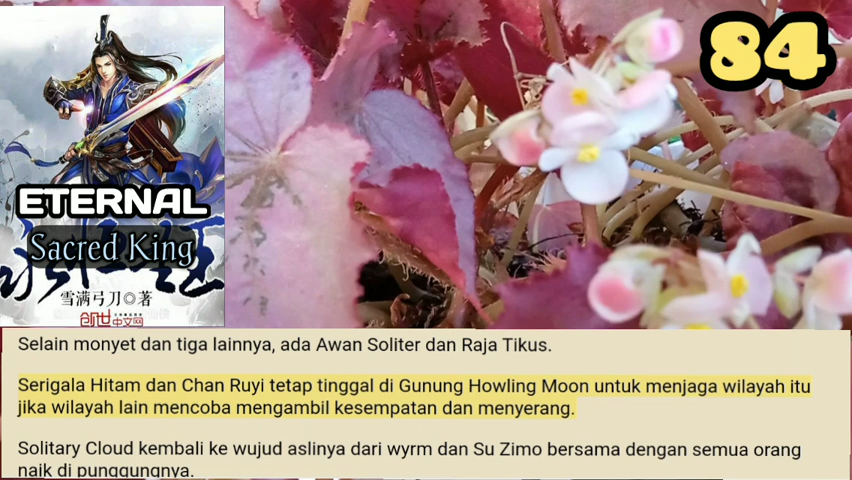 84
ETERNAL
Sacred King
雪满弓刀◎著
创世中文网
Selain monyet dan tiga lainnya, ada Awan Soliter dan Raja Tikus.
Serigala Hitam dan Chan Ruyi tetap tinggal di Gunung Howling Moon untuk menjaga wilayah itu
jika wilayah lain mencoba mengambil kesempatan dan menyerang.
Solitary Cloud kembali ke wujud aslinya dari wyrm dan Su Zimo bersama dengan semua orang
naik di punggungnya.